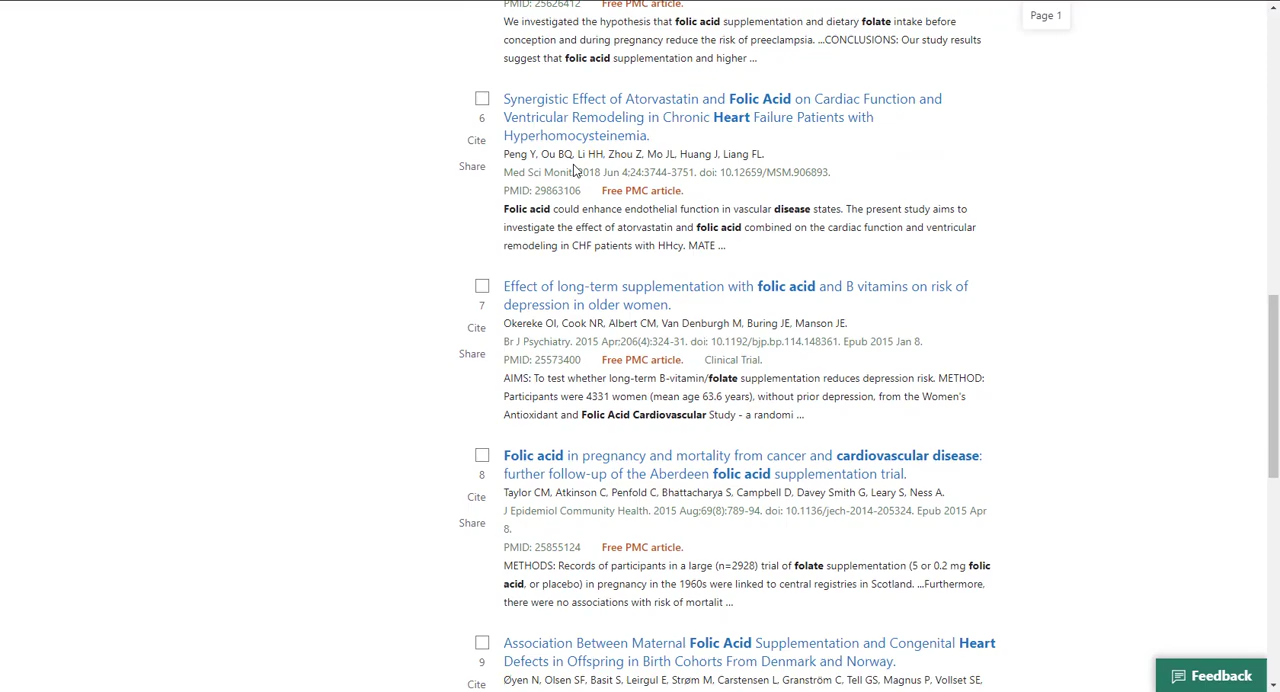 PMID: 25626412 Free PMC article.
Page 1
We investigated the hypothesis that folic acid supplementation and dietary folate intake before
conception and during pregnancy reduce the risk of preeclampsia. ...CONCLUSIONS: Our study results
suggest that folic acid supplementation and higher ...
Synergistic Effect of Atorvastatin and Folic Acid on Cardiac Function and
6 Ventricular Remodeling in Chronic Heart Failure Patients with
Cite Hyperhomocysteinemia.
Peng Y, Ou BQ, Li HH, Zhou Z, Mo JL, Huang J, Liang FL.
Share Med Sci Monit. 2018 Jun 4;24:3744-3751. doi: 10.12659/MSM.906893.
PMID: 29863106 Free PMC article.
Folic acid could enhance endothelial function in vascular disease states. The present study aims to
investigate the effect of atorvastatin and folic acid combined on the cardiac function and ventricular
remodeling in CHF patients with HHcy. MATE ...
Effect of long-term supplementation with folic acid and B vitamins on risk of
7 depression in older women.
Cite Okereke OI, Cook NR, Albert CM, Van Denburgh M, Buring JE, Manson JE.
Share Br J Psychiatry. 2015 Apr;206(4):324-31. doi: 10.1192/bjp.bp.114.148361. Epub 2015 Jan 8.
PMID: 25573400 Free PMC article. Clinical Trial.
AIMS: To test whether long-term B-vitamin/folate supplementation reduces depression risk. METHOD:
Participants were 4331 women (mean age 63.6 years), without prior depression, from the Women's
Antioxidant and Folic Acid Cardiovascular Study - a randomi ...
Folic acid in pregnancy and mortality from cancer and cardiovascular disease:
8 further follow-up of the Aberdeen folic acid supplementation trial.
Cite Taylor CM, Atkinson C, Penfold C, Bhattacharya S, Campbell D, Davey Smith G, Leary S, Ness A.
Share J Epidemiol Community Health. 2015 Aug;69(8):789-94. doi: 10.1136/jech-2014-205324. Epub 2015 Apr
8.
PMID: 25855124 Free PMC article.
METHODS: Records of participants in a large (n=2928) trial of folate supplementation (5 or 0.2 mg folic
acid, or placebo) in pregnancy in the 1960s were linked to central registries in Scotland. ...Furthermore,
there were no associations with risk of mortalit ...
Association Between Maternal Folic Acid Supplementation and Congenital Heart
9 Defects in Offspring in Birth Cohorts From Denmark and Norway.
Cite Øyen N, Olsen SF, Basit S, Leirgul E, Strøm M, Carstensen L, Granström C, Tell GS, Magnus P, Vollset SE,
Feedback